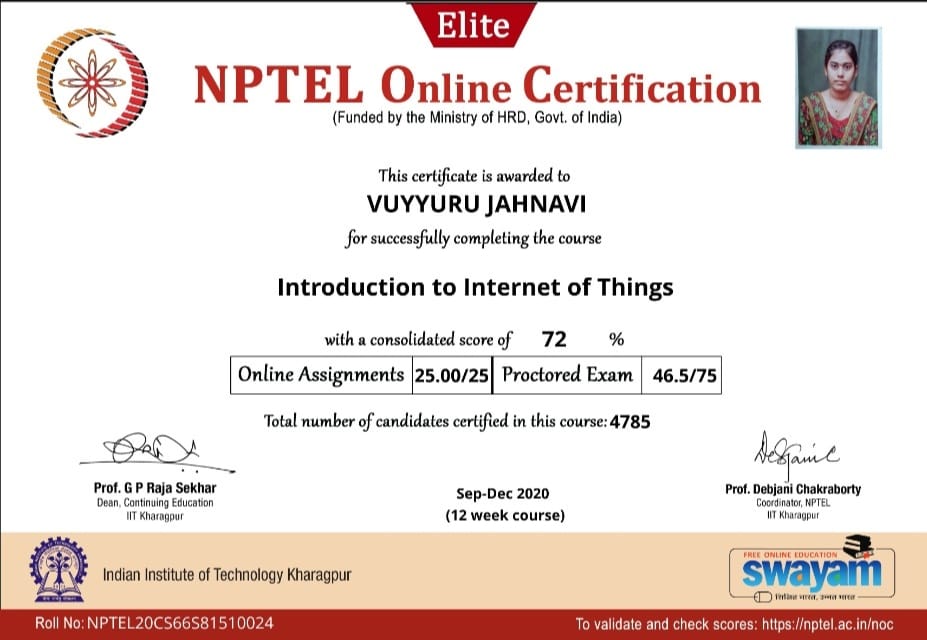 Elite
NPTEL Online Certification
(Funded by the Ministry of HRD, Govt. of India)
This certificate is awarded to
VUYYURU JAHNAVI
for successfully completing the course
Introduction to Internet of Things
with a consolidated score of 72 %
Online Assignments 25.00/25 Proctored Exam 46.5/75
Total number of candidates certified in this course: 4785
Prof. G P Raja Sekhar
Dean, Continuing Education
IIT Kharagpur
Sep-Dec 2020
(12 week course)
Prof. Debjani Chakraborty
Coordinator, NPTEL
IIT Kharagpur
Indian Institute of Technology Kharagpur
FREE ONLINE EDUCATION
swayam
शिक्षित भारत, उन्नत भारत
Roll No: NPTEL20CS66S81510024
To validate and check scores: https://nptel.ac.in/noc